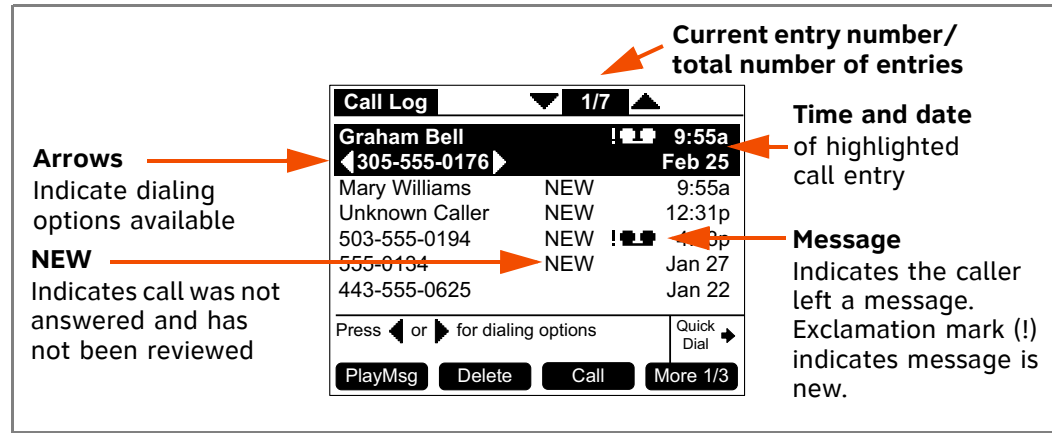 Current entry number/
total number of entries
Call Log 1/7
Graham Bell ! 9:55a
305-555-0176 Feb 25
Mary Williams NEW 9:55a
Unknown Caller NEW 12:31p
503-555-0194 NEW !
555-0134 NEW Jan 27
443-555-0625 Jan 22
Press or for dialing options
Quick
Dial
PlayMsg Delete Call More 1/3
Arrows
Indicate dialing
options available
NEW
Indicates call was not
answered and has
not been reviewed
Time and date
of highlighted
call entry
Message
Indicates the caller
left a message.
Exclamation mark (!)
indicates message is
new.